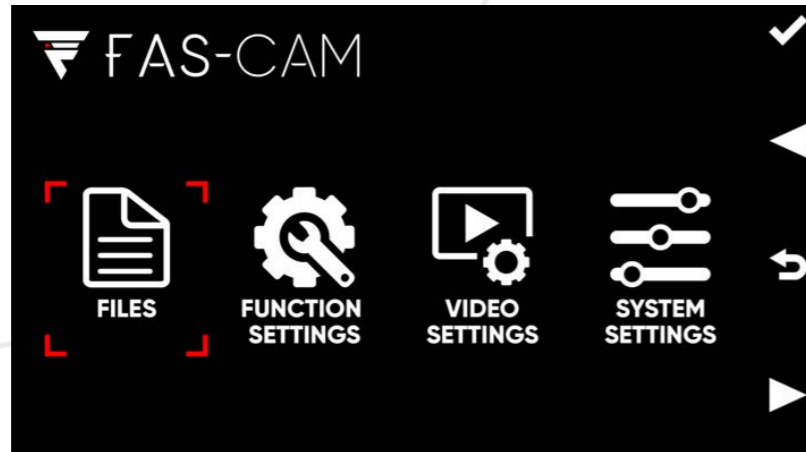 FAS-CAM
FILES
FUNCTION
SETTINGS
VIDEO
SETTINGS
SYSTEM
SETTINGS